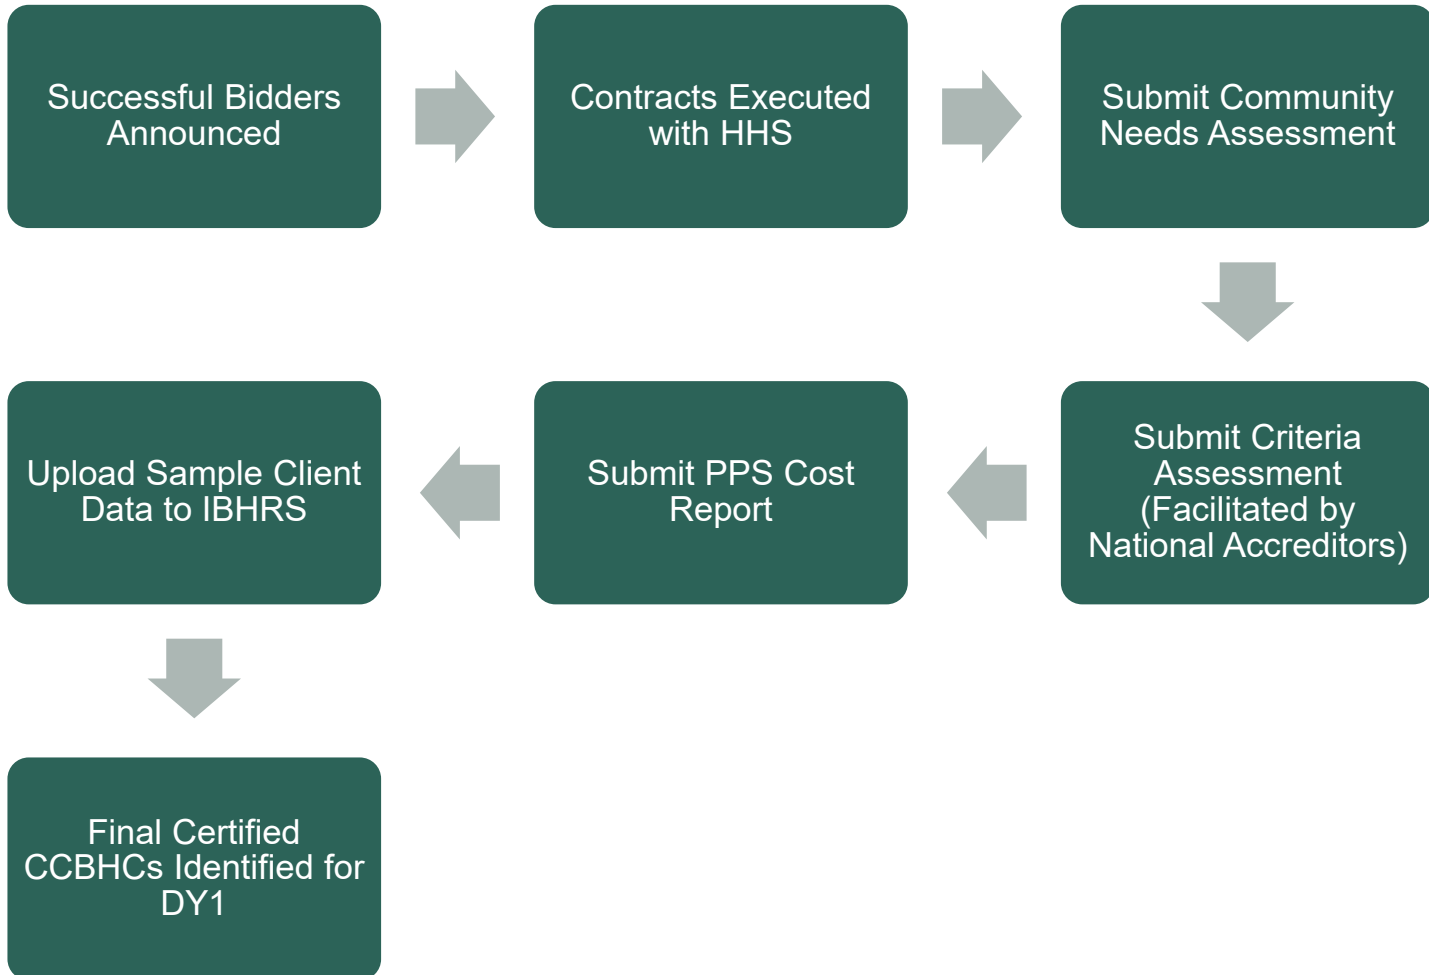 Successful Bidders
Announced
Contracts Executed
with HHS
Submit Community
Needs Assessment
Submit Criteria
Assessment
(Facilitated by
National Accreditors)
Submit PPS Cost
Report
Upload Sample Client
Data to IBHRS
Final Certified
CCBHCs Identified for
DY1